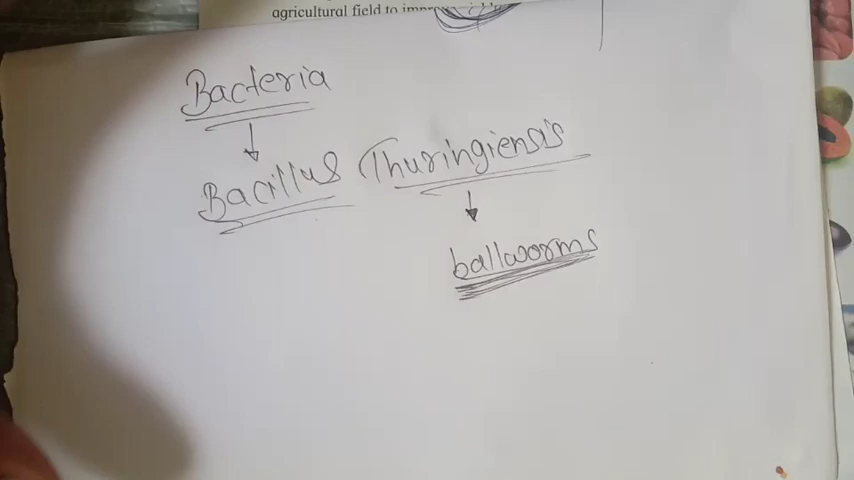 agricultural field to
Bacteria
Bacillus Thuringiensis
ballworms